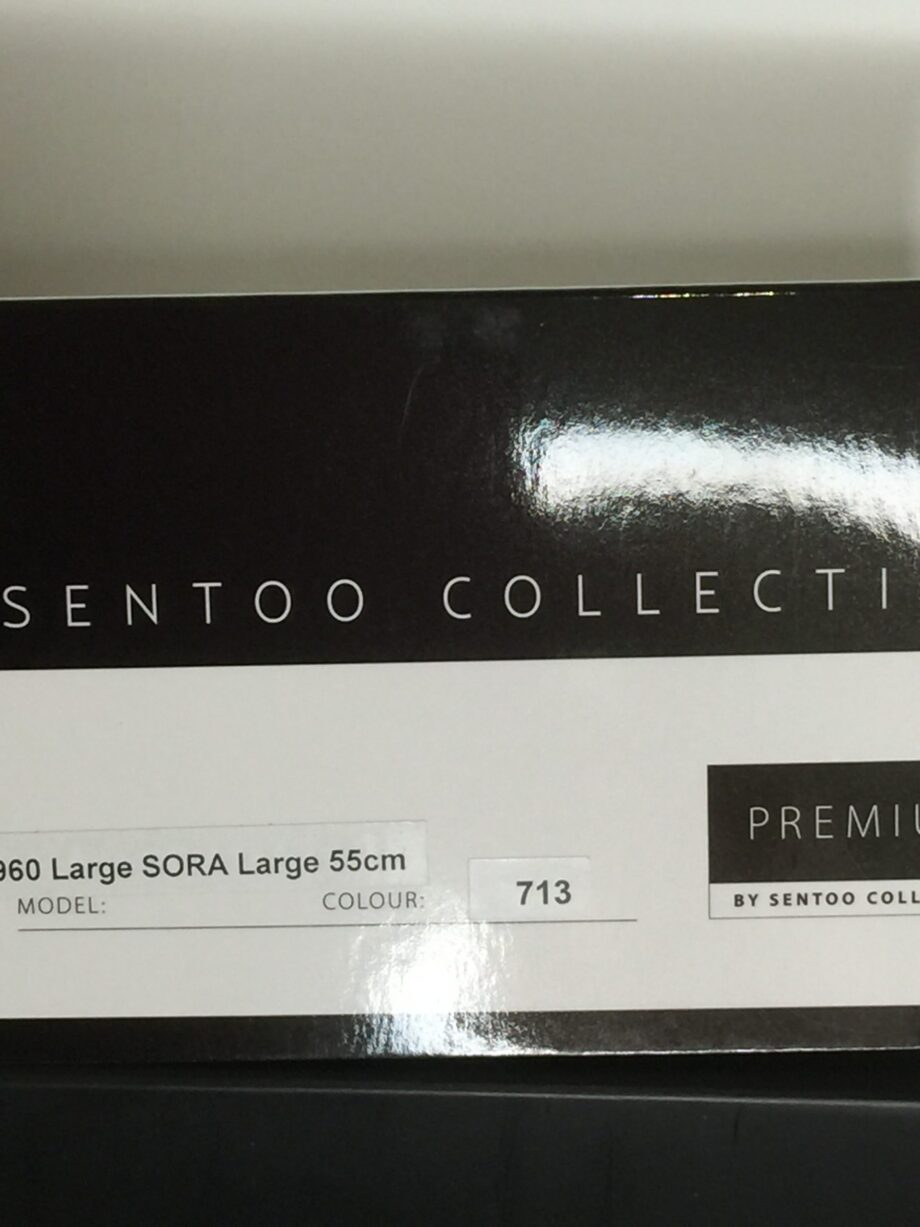 SENTOO COLLECTI
PREMIU
BY SENTOO COLL
960 Large SORA Large 55cm
MODEL:
COLOUR:
713